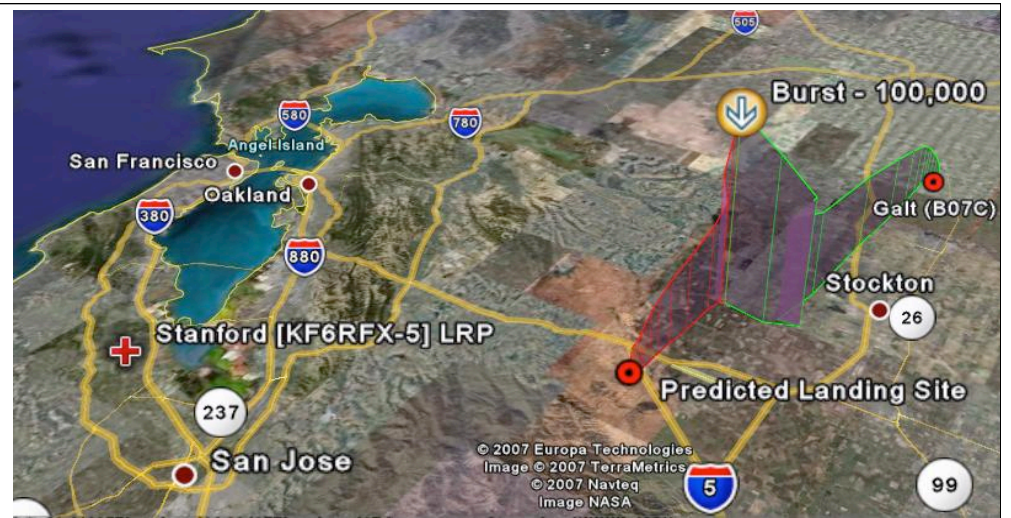 505
Burst - 100,000
580
780
Angel Island
San Francisco
Oakland
Galt (B07C)
380
880
Stockton
26
Stanford [KF6RFX-5] LRP
Predicted Landing Site
237
San Jose
© 2007 Europa Technologies
Image © 2007 TerraMetrics
© 2007 Navteq
Image NASA
5
99